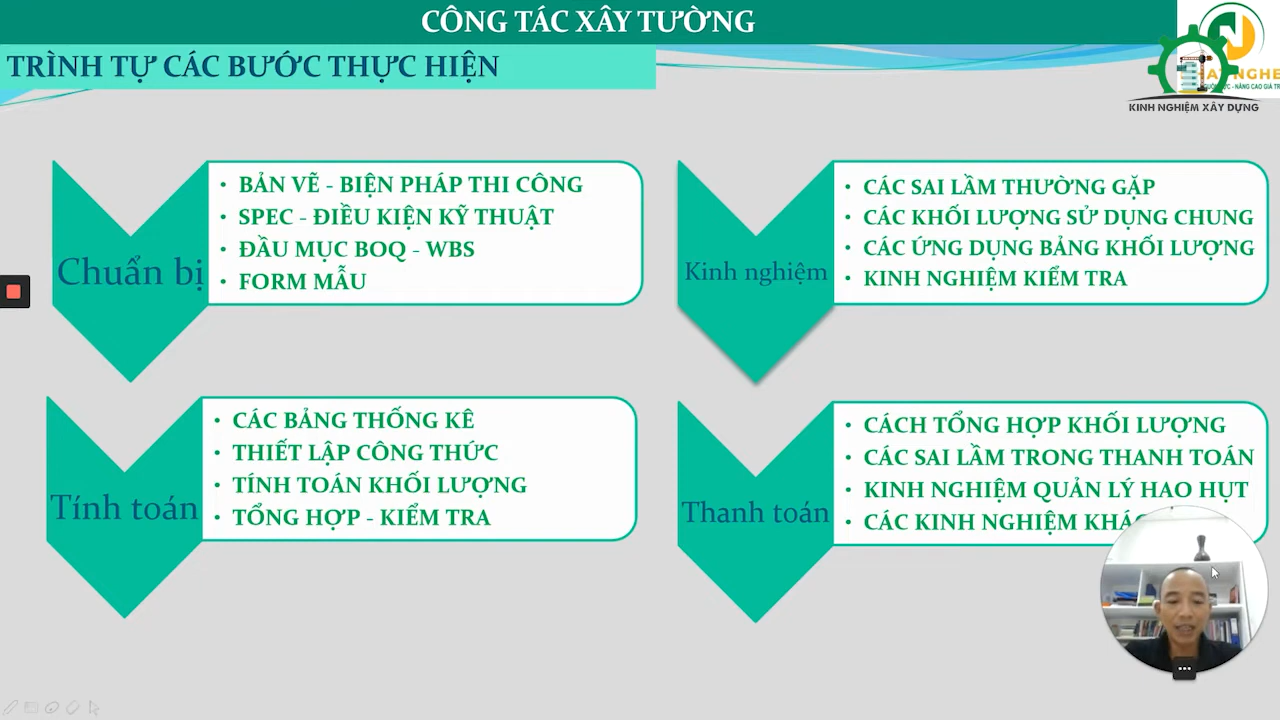 CÔNG TÁC XÂY TƯỜNG
TRÌNH TỰ CÁC BƯỚC THỰC HIỆN
KINH NGHIỆM XÂY DỰNG
Chuẩn bị
• BẢN VẼ - BIỆN PHÁP THI CÔNG
• SPEC - ĐIỀU KIỆN KỸ THUẬT
• ĐẦU MỤC BOQ - WBS
• FORM MẪU
Kinh nghiệm
• CÁC SAI LẦM THƯỜNG GẶP
• CÁC KHỐI LƯỢNG SỬ DỤNG CHUNG
• CÁC ỨNG DỤNG BẢNG KHỐI LƯỢNG
• KINH NGHIỆM KIỂM TRA
Tính toán
• CÁC BẢNG THỐNG KÊ
• THIẾT LẬP CÔNG THỨC
• TÍNH TOÁN KHỐI LƯỢNG
• TỔNG HỢP - KIỂM TRA
Thanh toán
• CÁCH TỔNG HỢP KHỐI LƯỢNG
• CÁC SAI LẦM TRONG THANH TOÁN
• KINH NGHIỆM QUẢN LÝ HAO HỤT
• CÁC KINH NGHIỆM KHÁC